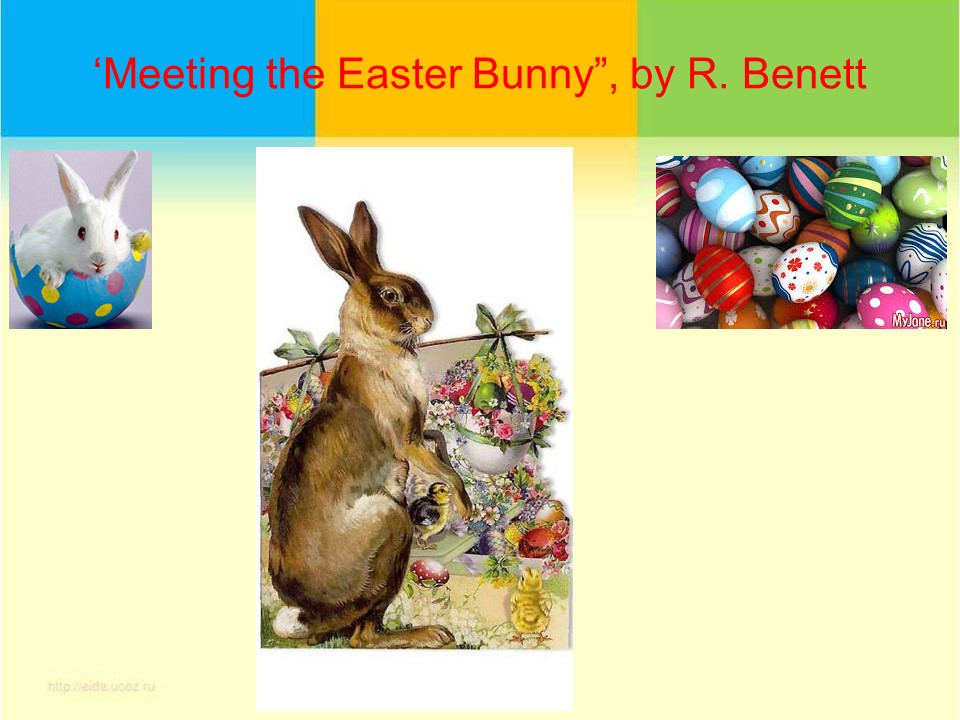 ‘Meeting the Easter Bunny”, by R. Benett
MyJane.ru
http://aida.ucoz.ru